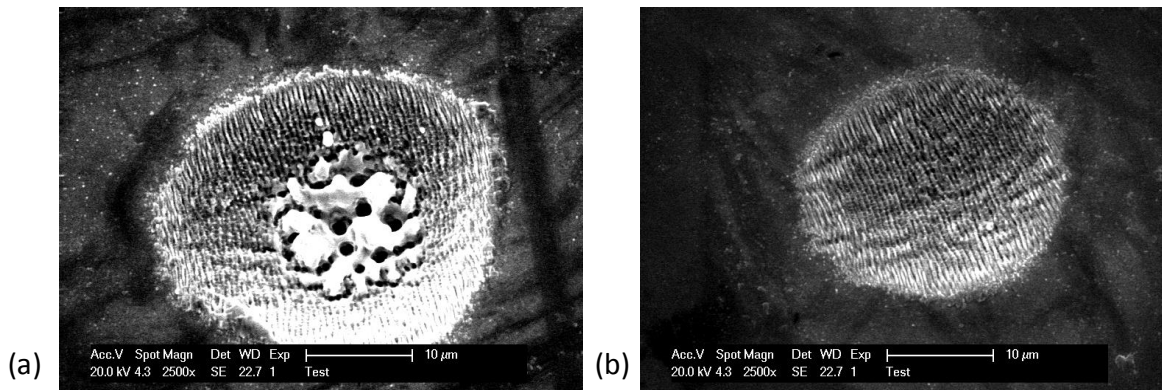 (a)
Acc.V Spot Magn Det WD Exp 10 µm
20.0 kV 4.3 2500x SE 22.7 1 Test
(b)
Acc.V Spot Magn Det WD Exp 10 µm
20.0 kV 4.3 2500x SE 22.7 1 Test